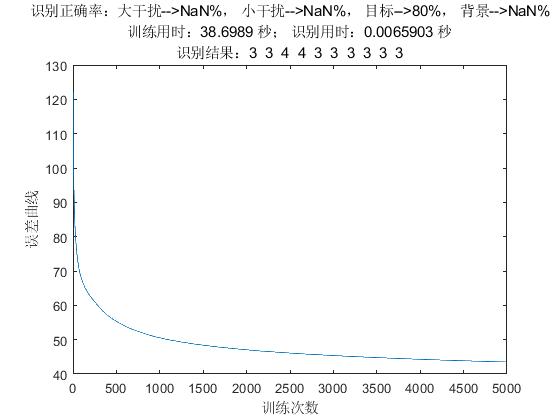 识别正确率：大干扰-->NaN%， 小干扰-->NaN%， 目标-->80%， 背景-->NaN%
训练用时：38.6989 秒； 识别用时：0.0065903 秒
识别结果：3 3 4 4 3 3 3 3 3 3
130
120
110
100
90
80
70
60
50
40
误差曲线
0 500 1000 1500 2000 2500 3000 3500 4000 4500 5000
训练次数